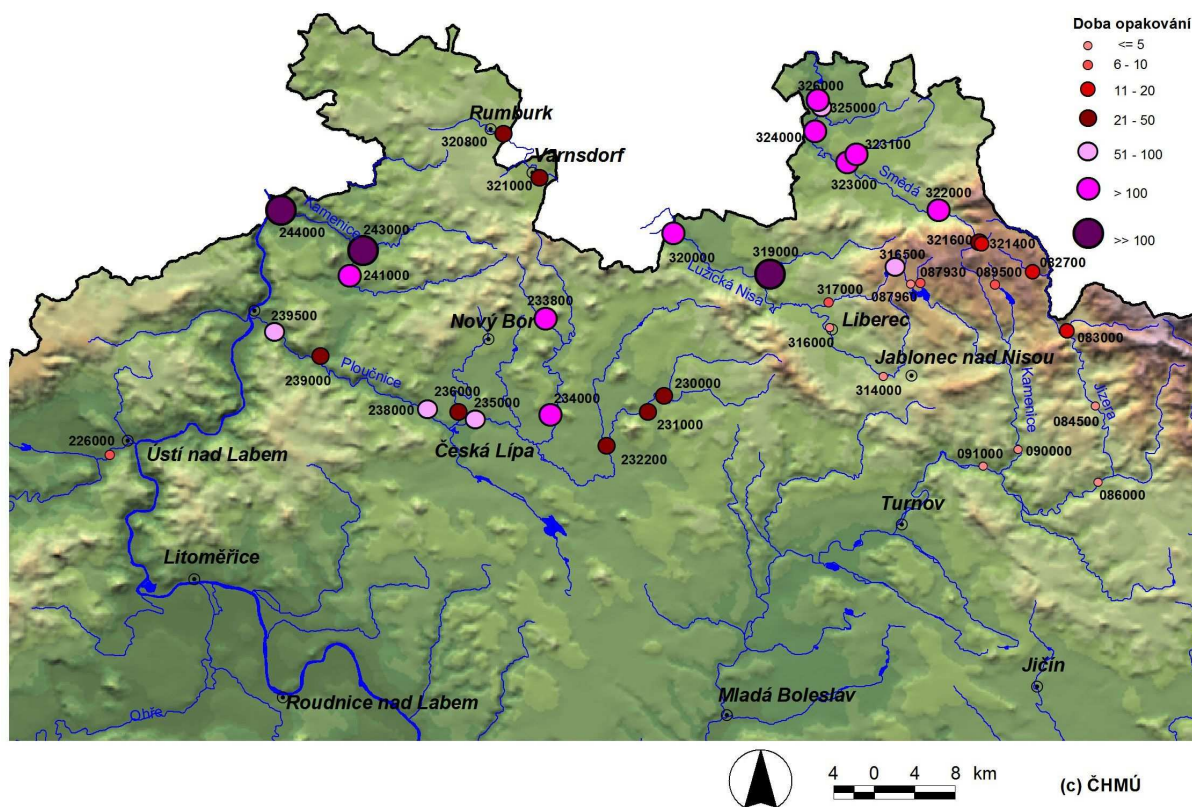 Doba opakování
<= 5
6 - 10
11 - 20
21 - 50
51 - 100
> 100
>> 100
326000
325000
Rumburk
324000
320800
323100
Varnsdorf
321000
323000
Smědá
322000
Kamenice
244000
243000
320000
319000
321600
321400
316500
082700
241000
087930
089500
Lužická Nisa
317000
087960
233800
239500
Nový Bor
Liberec
316000
083000
239000
Jablonec nad Nisou
Ploučnice
314000
Kamenice
Jizera
236000
230000
238000
235000
234000
231000
084500
226000
Ústí nad Labem
Česká Lípa
232200
090000
091000
086000
Turnov
Litoměřice
Jičín
Roudnice nad Labem
Mladá Boleslav
Ohře
4 0 4 8 km
(c) ČHMÚ